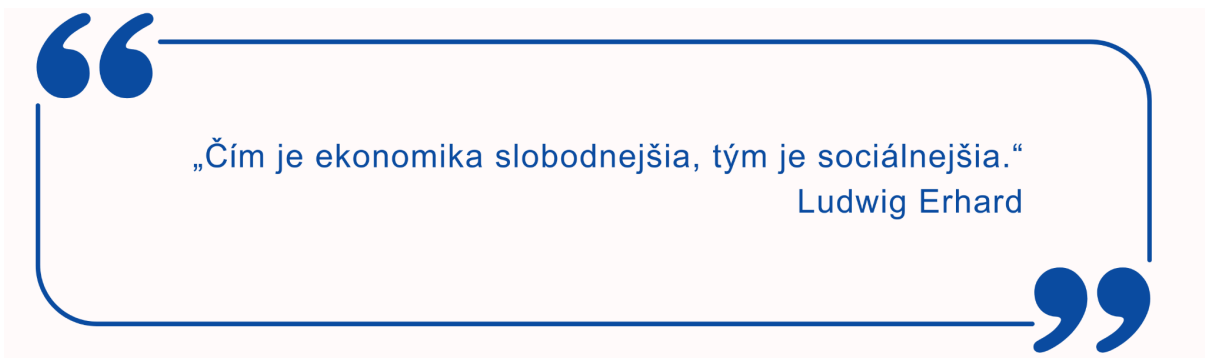 „Čím je ekonomika slobodnejšia, tým je sociálnejšia.“
Ludwig Erhard